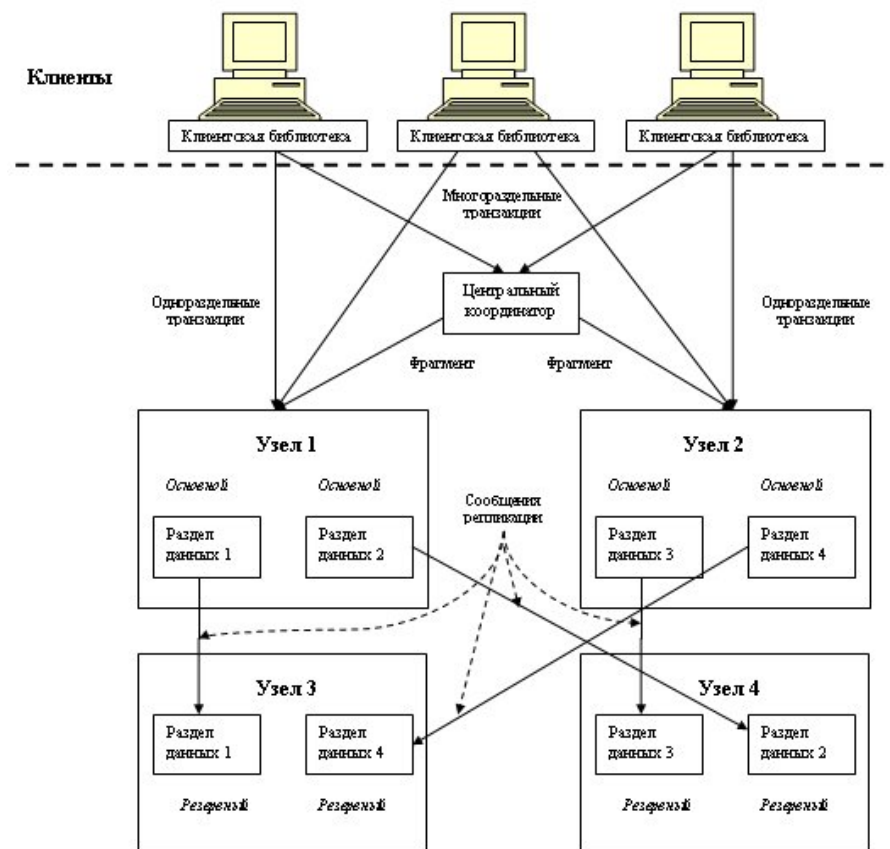 Клиенты
Клиентская библиотека
Клиентская библиотека
Клиентская библиотека
Многораздельные
транзакции
Однораздельные
транзакции
Центральный
координатор
Однораздельные
транзакции
Фрагмент
Фрагмент
Узел 1
Основной
Основной
Раздел
данных 1
Раздел
данных 2
Сообщения
репликации
Узел 2
Основной
Основной
Раздел
данных 3
Раздел
данных 4
Узел 3
Раздел
данных 1
Раздел
данных 4
Резервный
Резервный
Узел 4
Раздел
данных 3
Раздел
данных 2
Резервный
Резервный